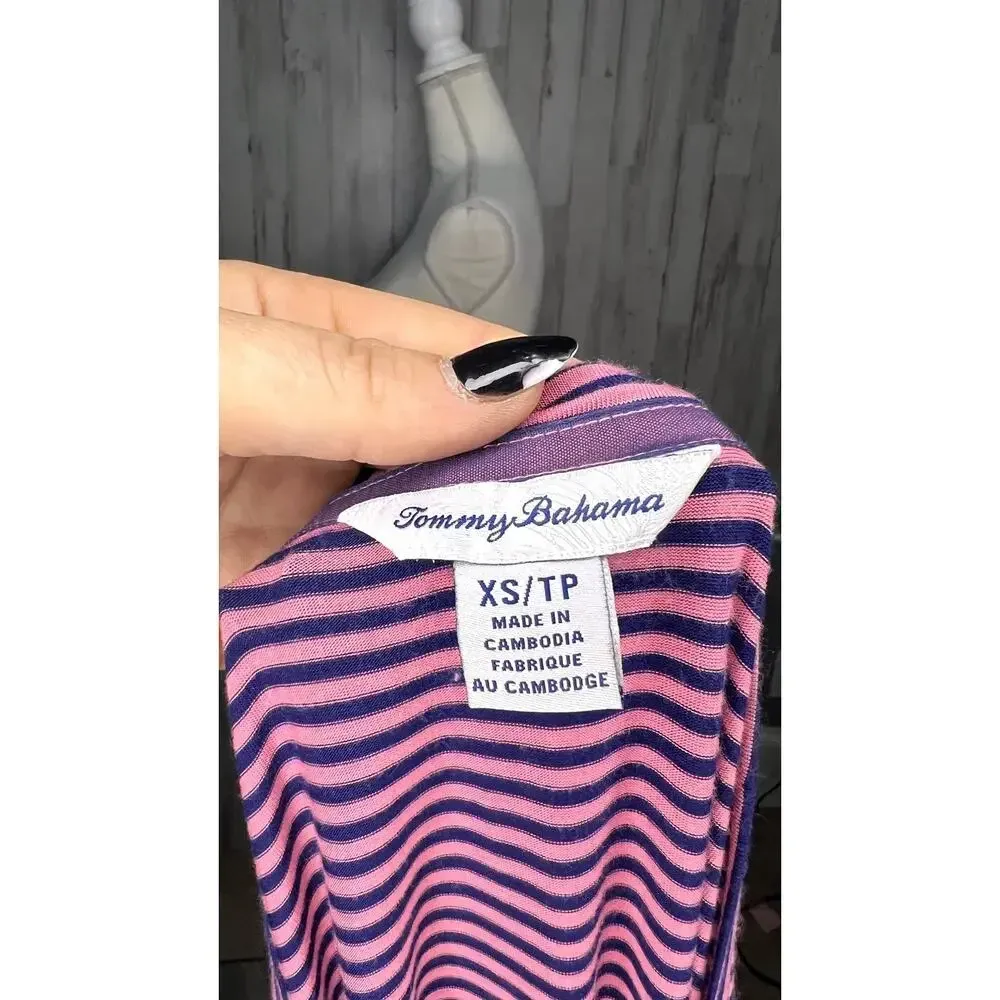 Tommy Bahama
XS/TP
MADE IN
CAMBODIA
FABRIQUE
AU CAMBODGE